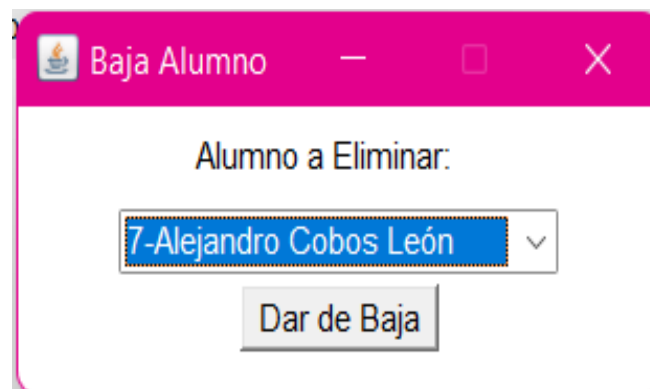 Baja Alumno
Alumno a Eliminar:
7-Alejandro Cobos León
Dar de Baja